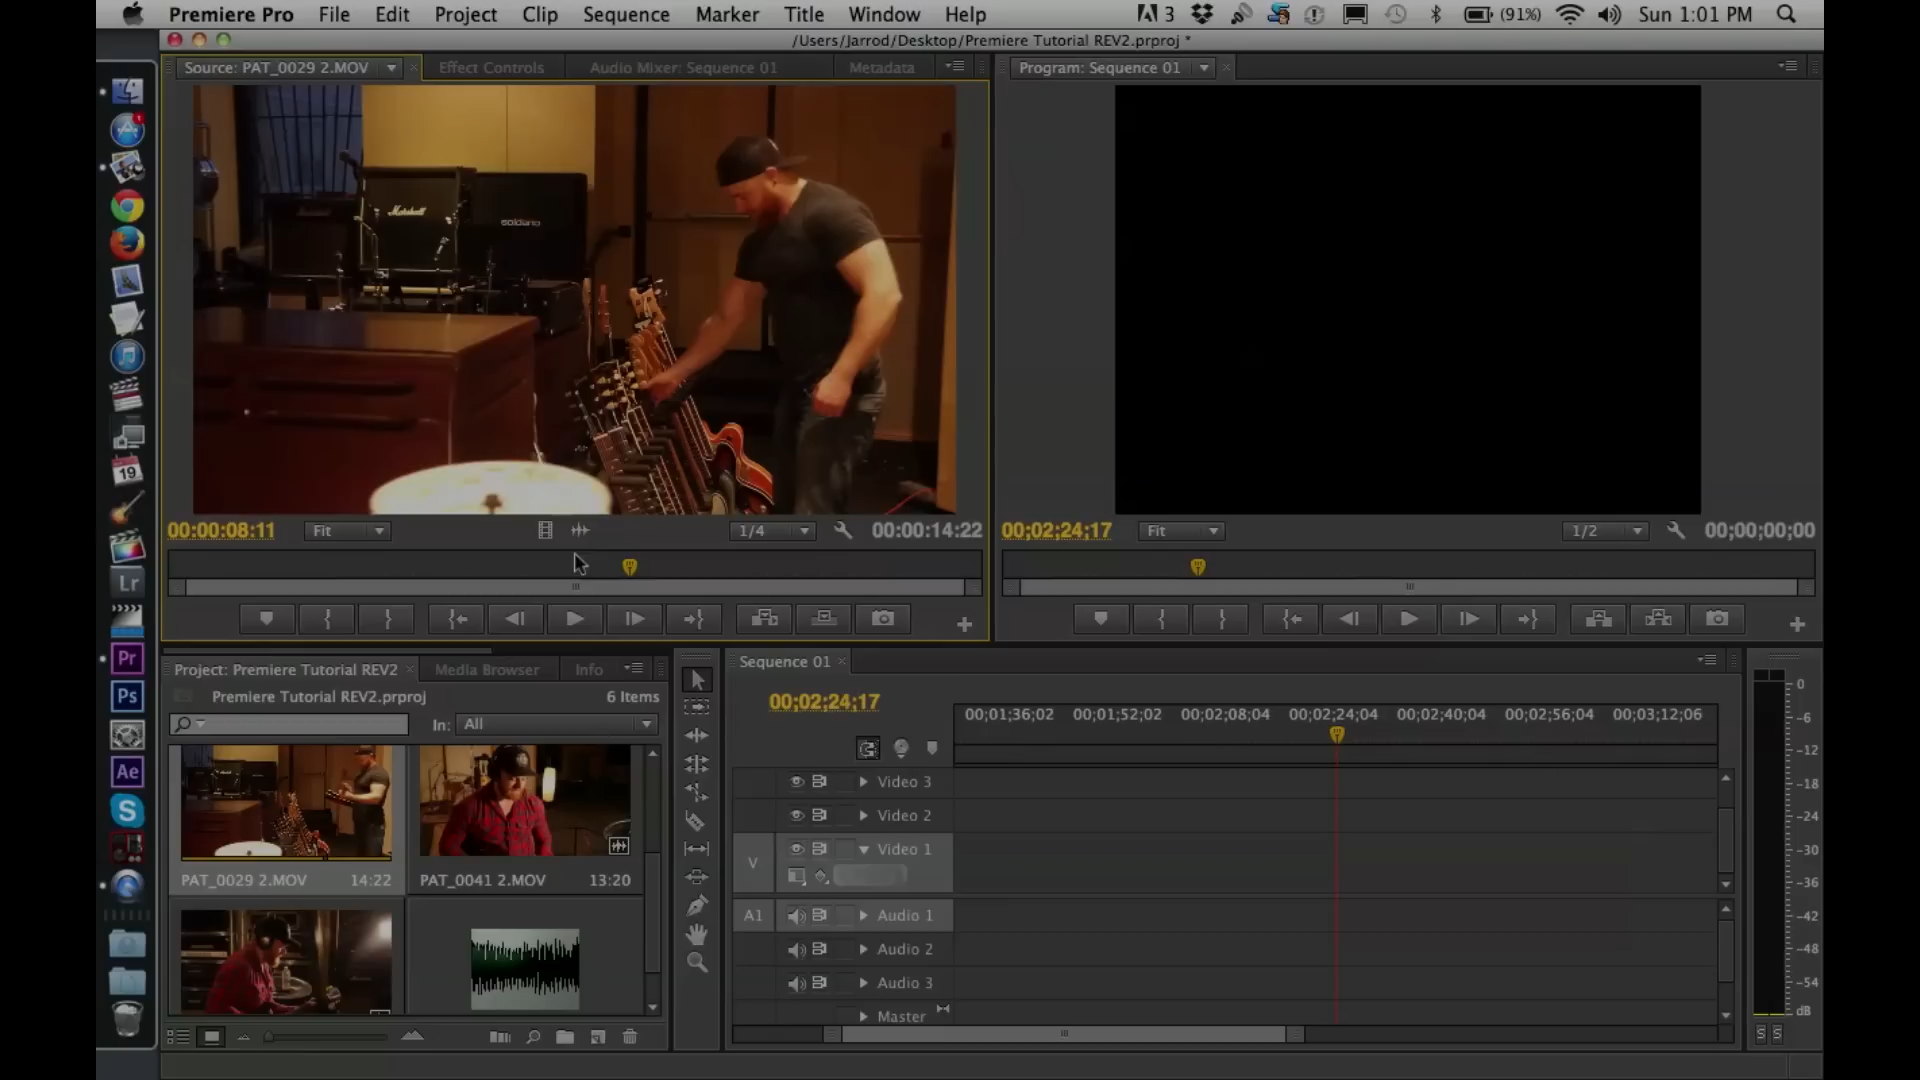 Premiere Pro File Edit Project Clip Sequence Marker Title Window Help 3 (91%) Sun 1:01 PM
/Users/Jarrod/Desktop/Premiere Tutorial REV2.prproj *
Source: PAT_0029 2.MOV Effect Controls Audio Mixer: Sequence 01 Metadata Program: Sequence 01
Marshall soldano
00:00:08:11 Fit 1/4 00:00:14:22 00;02;24;17 Fit 1/2 00;00;00;00
Project: Premiere Tutorial REV2 Media Browser Info Sequence 01
Premiere Tutorial REV2.prproj 6 Items
In: All
00;02;24;17
00;01;36;02 00;01;52;02 00;02;08;04 00;02;24;04 00;02;40;04 00;02;56;04 00;03;12;06
Video 3
Video 2
V Video 1
PAT_0029 2.MOV 14:22 PAT_0041 2.MOV 13:20
A1 Audio 1
Audio 2
Audio 3
Master
0
-6
-12
-18
-24
-30
-36
-42
-48
-54
dB
S S
19
Lr
Pr
Ps
Ae
S